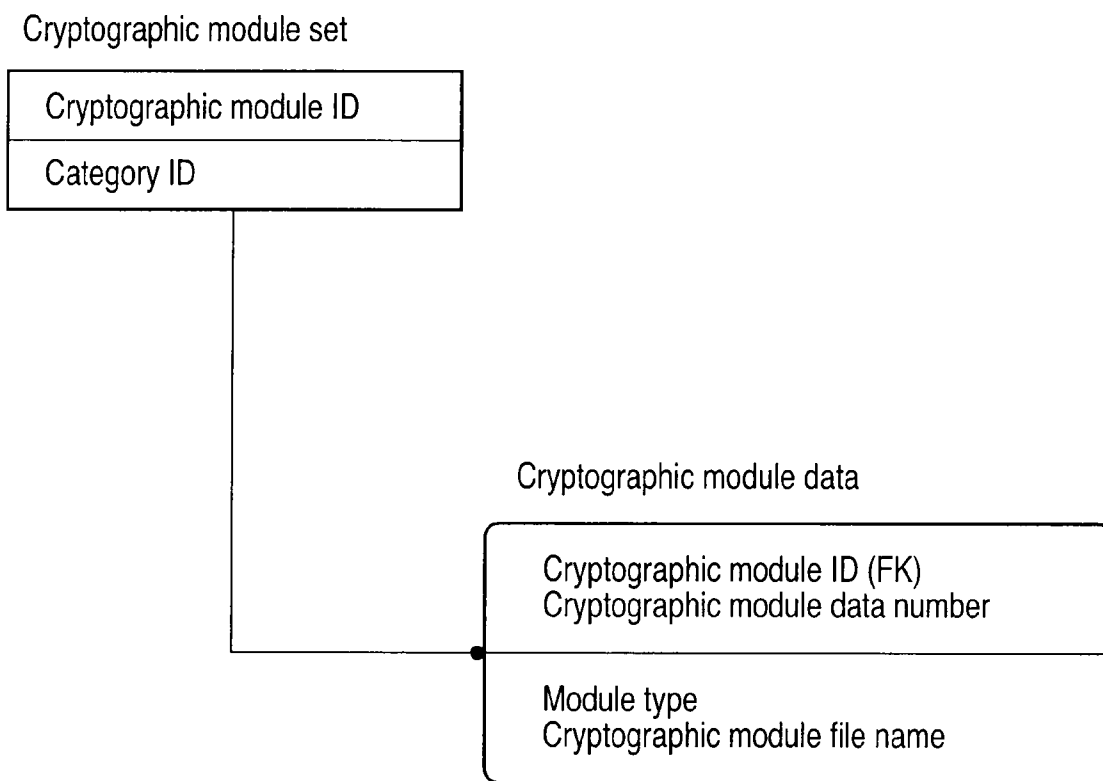 Cryptographic module set
Cryptographic module ID
Category ID
Cryptographic module data
Cryptographic module ID (FK)
Cryptographic module data number
Module type
Cryptographic module file name